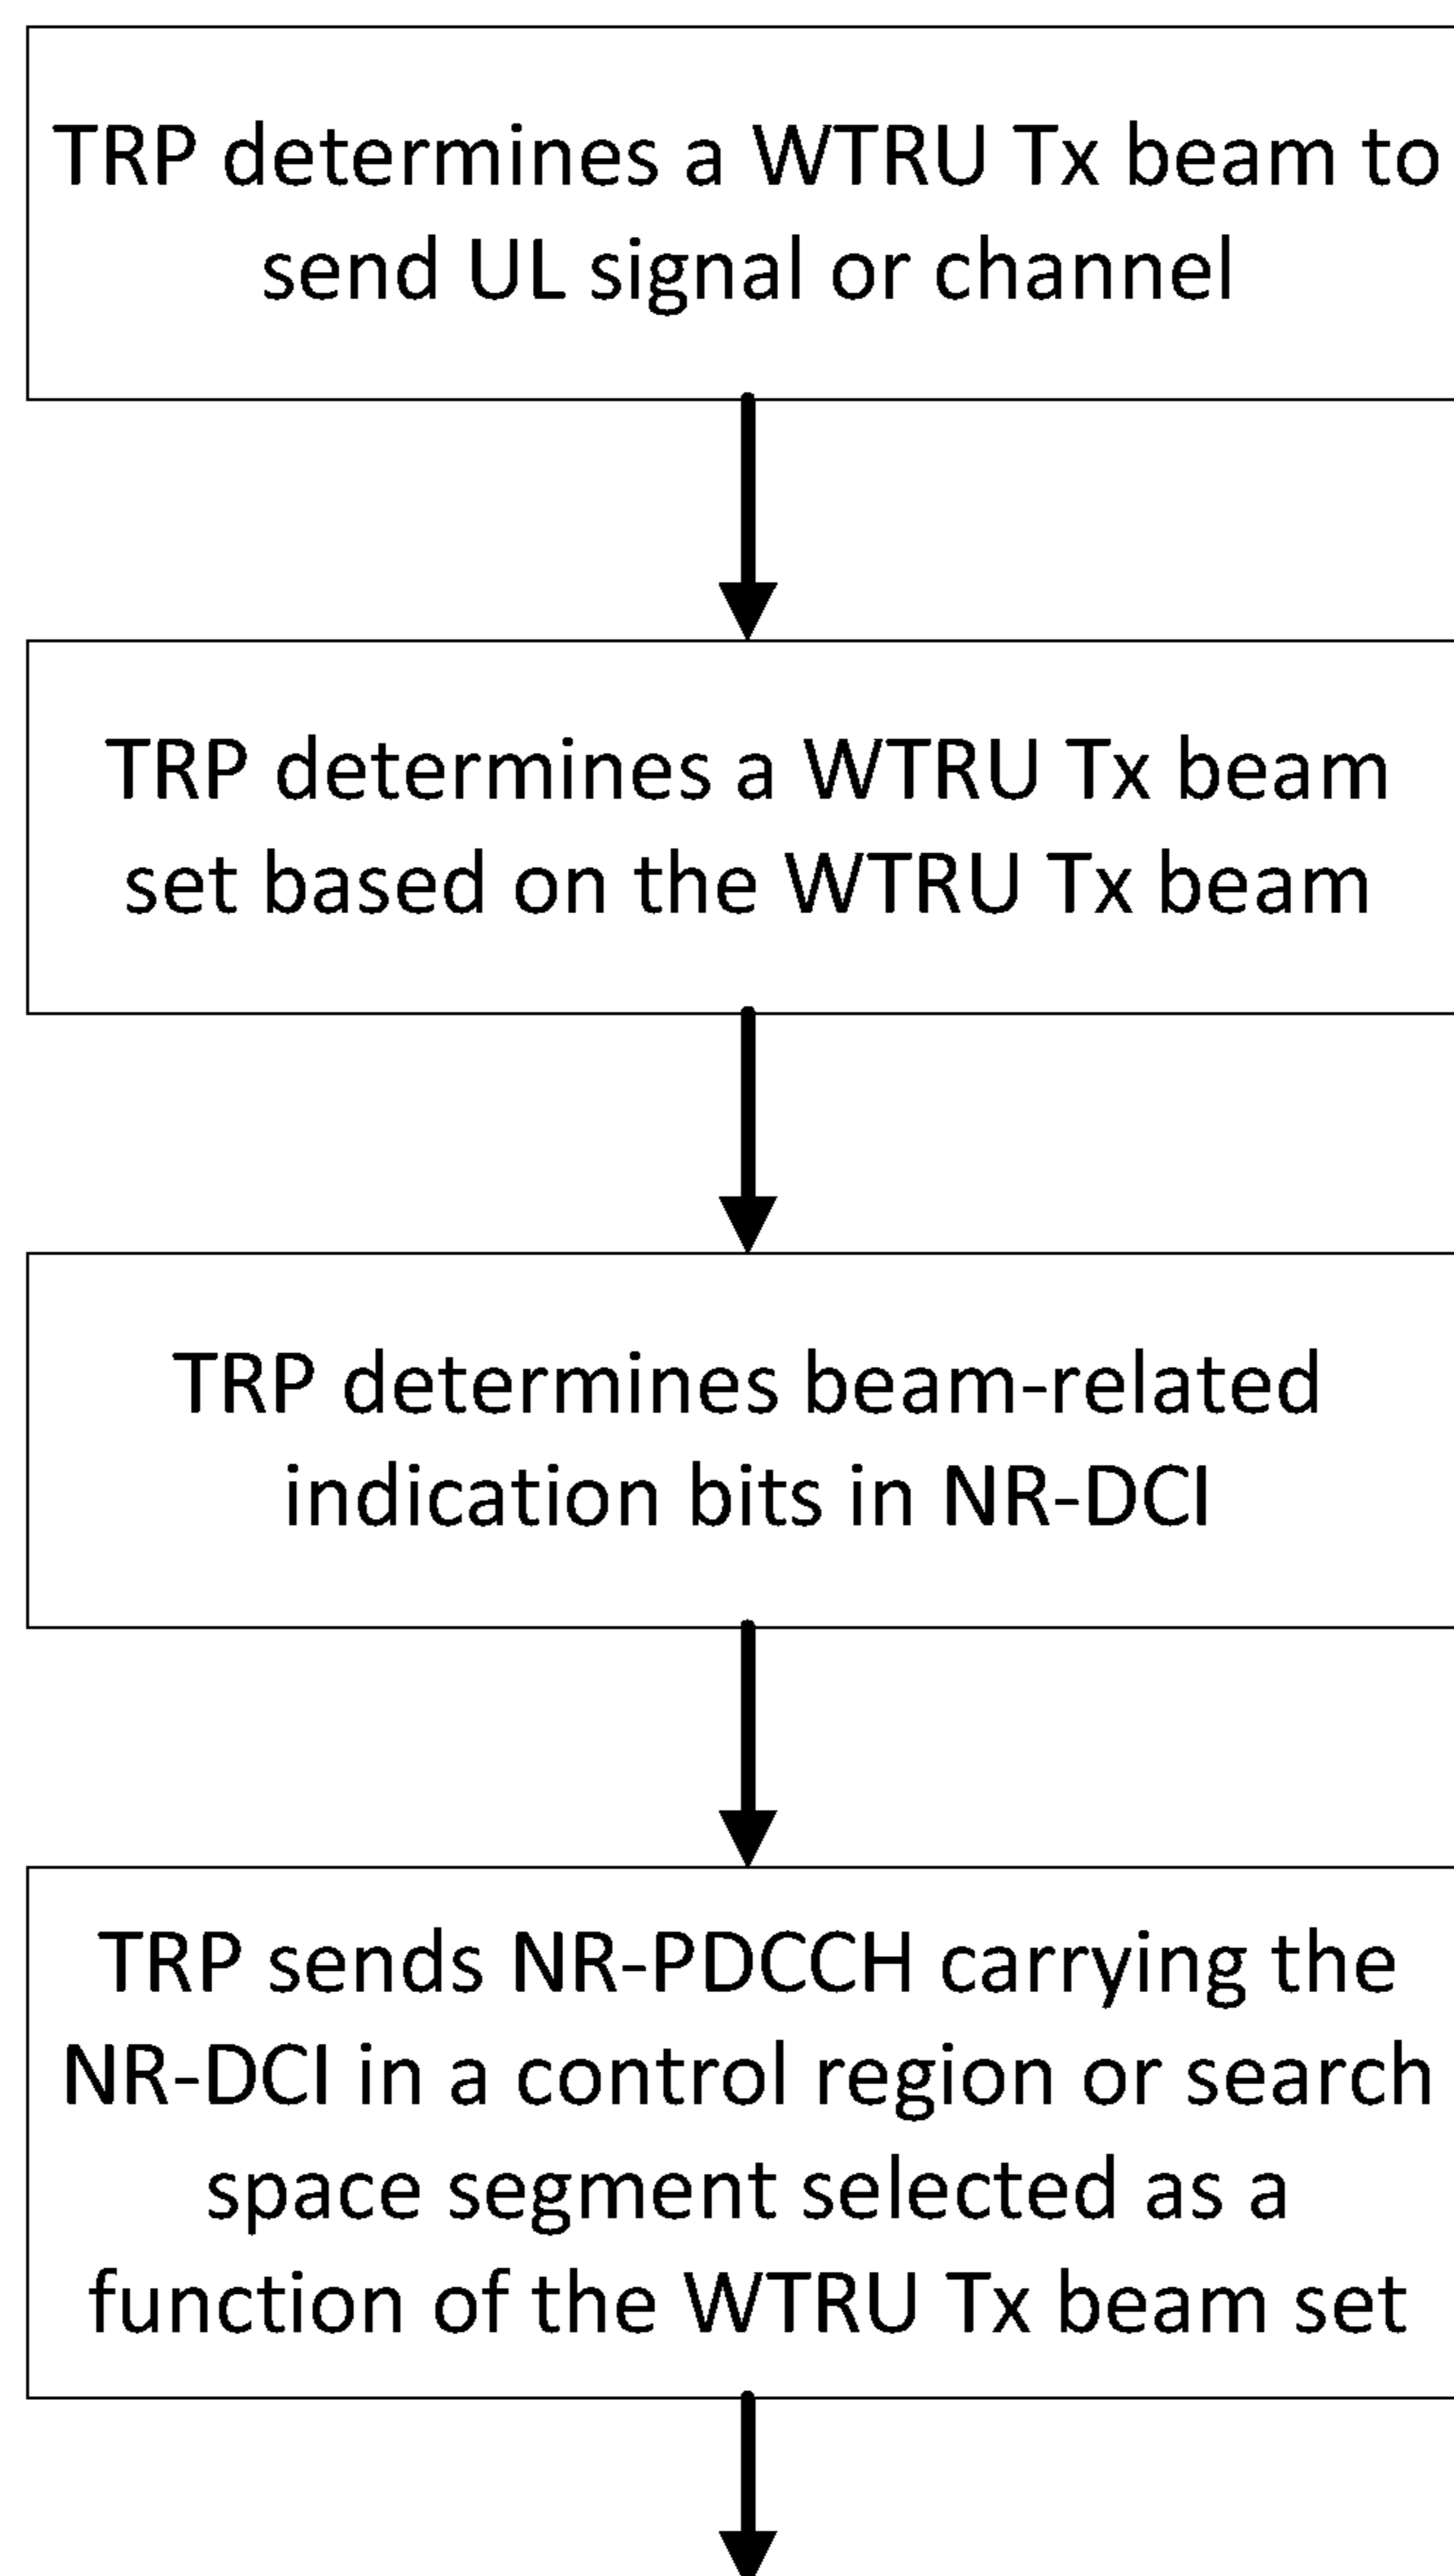 TRP determines a WTRU Tx beam to
send UL signal or channel
TRP determines a WTRU Tx beam
set based on the WTRU Tx beam
TRP determines beam-related
indication bits in NR-DCI
TRP sends NR-PDCCH carrying the
NR-DCI in a control region or search
space segment selected as a
function of the WTRU Tx beam set